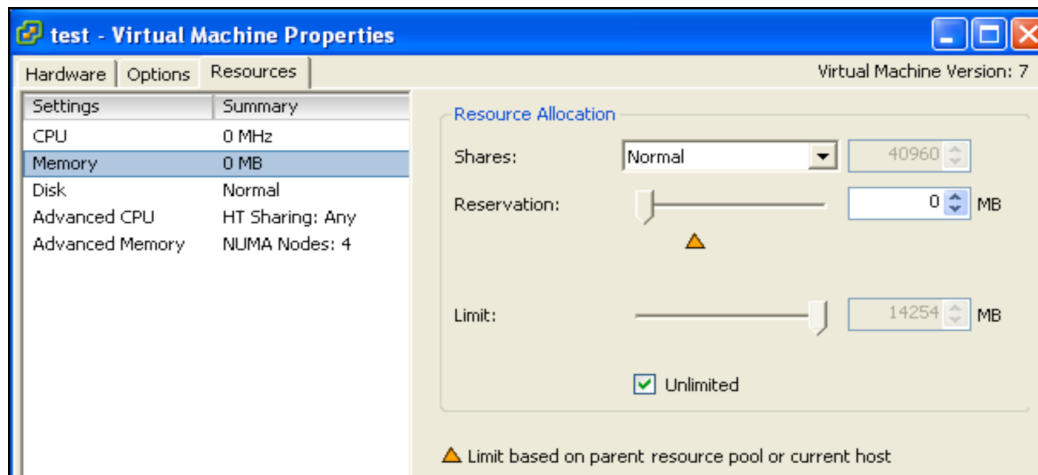 test - Virtual Machine Properties
Hardware Options Resources Virtual Machine Version: 7
Settings Summary
CPU 0 MHz
Memory 0 MB
Disk Normal
Advanced CPU HT Sharing: Any
Advanced Memory NUMA Nodes: 4
Resource Allocation
Shares: Normal 40960
Reservation: 0 MB
Limit: 14254 MB
Unlimited
Limit based on parent resource pool or current host